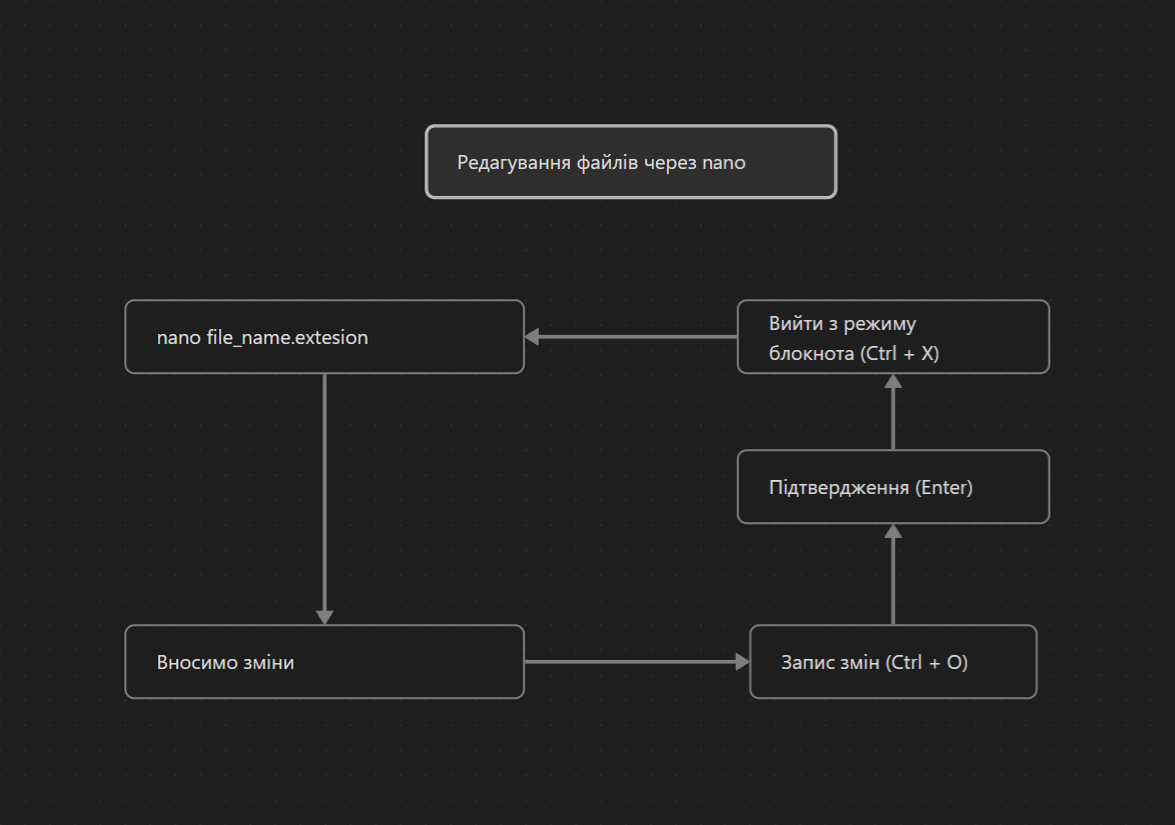 Редагування файлів через nano
nano file_name.extesion
Вийти з режиму
блокнота (Ctrl + X)
Підтвердження (Enter)
Вносимо зміни
Запис змін (Ctrl + O)